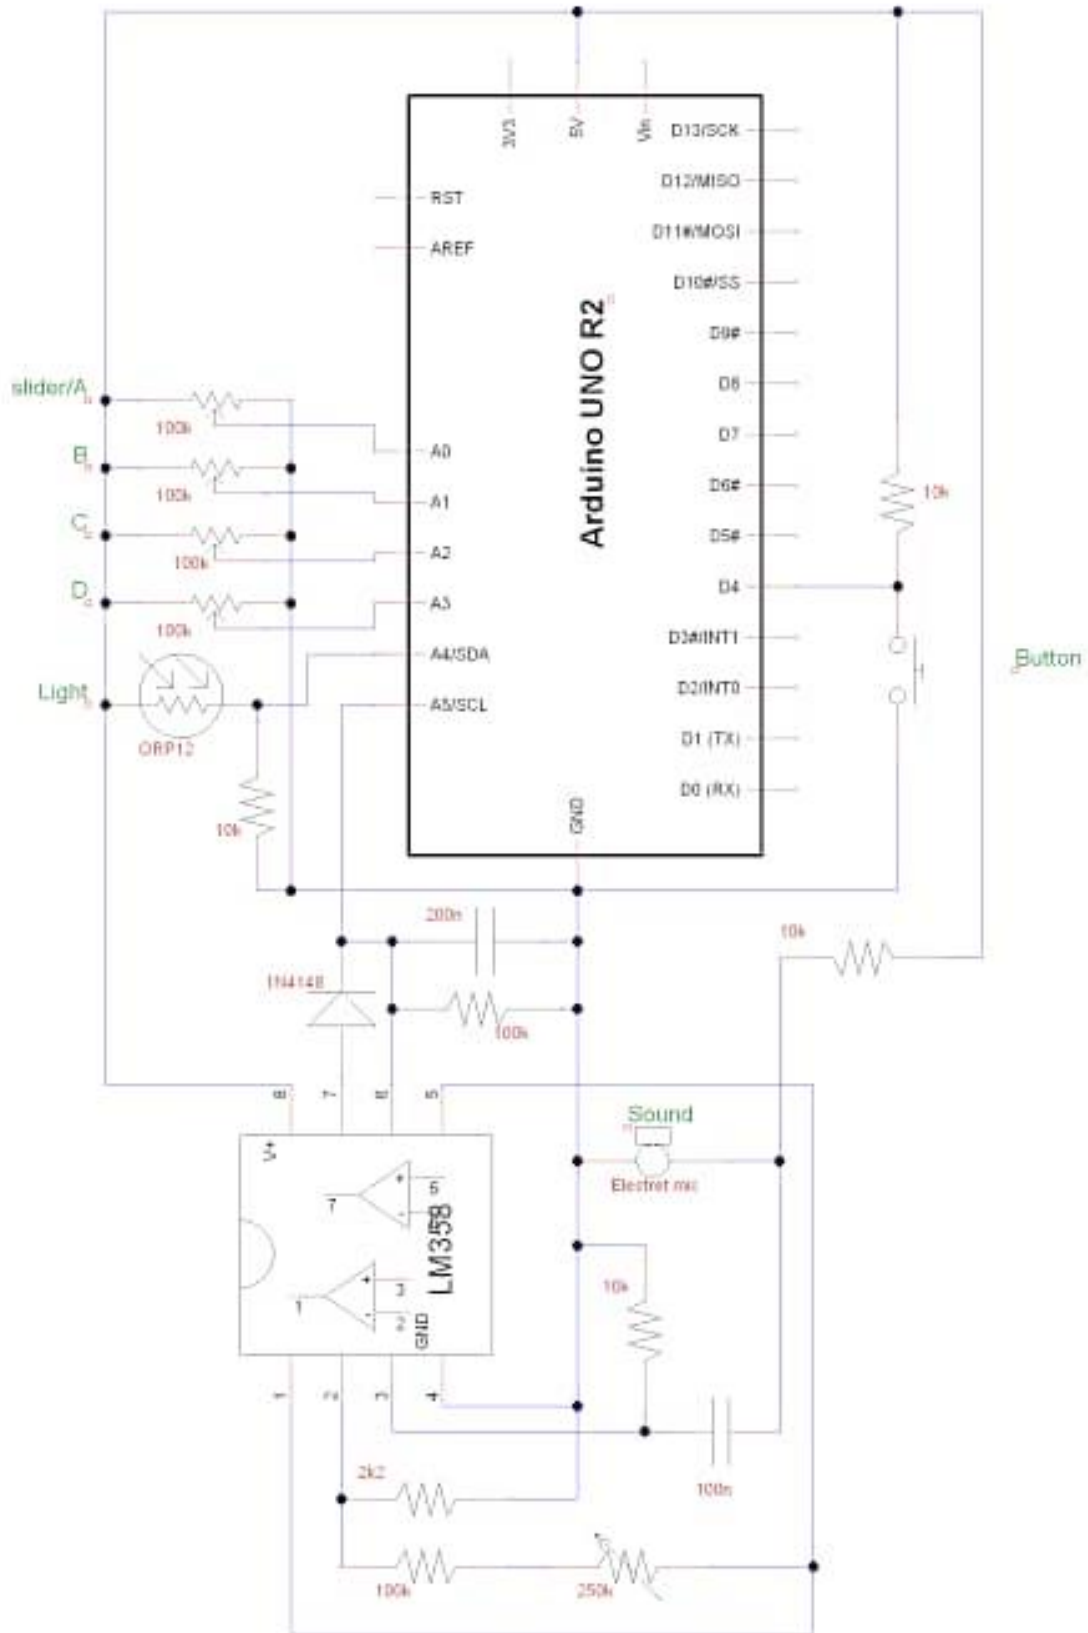 3V3
5V
Vin
D13/SCK
D12/MISO
RST
D11#/MOSI
AREF
D10#/SS
Arduino UNO R2
D9#
slider/A
D8
100k
D7
A0
B
D6#
10k
100k
A1
C
D5#
100k
A2
D
D4
100k
A3
D3#/INT1
A4/SDA
Button
Light
D2/INT0
A5/SCL
ORP12
D1 (TX)
10k
D0 (RX)
GND
200n
10k
1N4148
100k
8
7
6
5
Sound
V+
Electret mic
5
7
LM358
3
1
2
GND
10k
1
2
3
4
2k2
100n
100k
250k